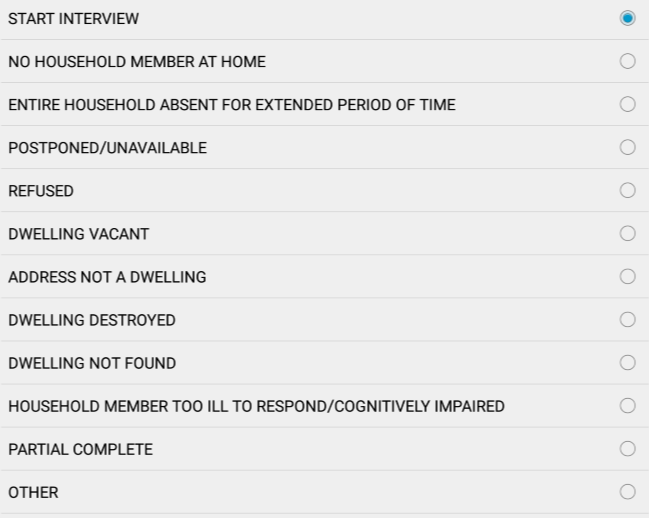 START INTERVIEW
NO HOUSEHOLD MEMBER AT HOME
ENTIRE HOUSEHOLD ABSENT FOR EXTENDED PERIOD OF TIME
POSTPONED/UNAVAILABLE
REFUSED
DWELLING VACANT
ADDRESS NOT A DWELLING
DWELLING DESTROYED
DWELLING NOT FOUND
HOUSEHOLD MEMBER TOO ILL TO RESPOND/COGNITIVELY IMPAIRED
PARTIAL COMPLETE
OTHER